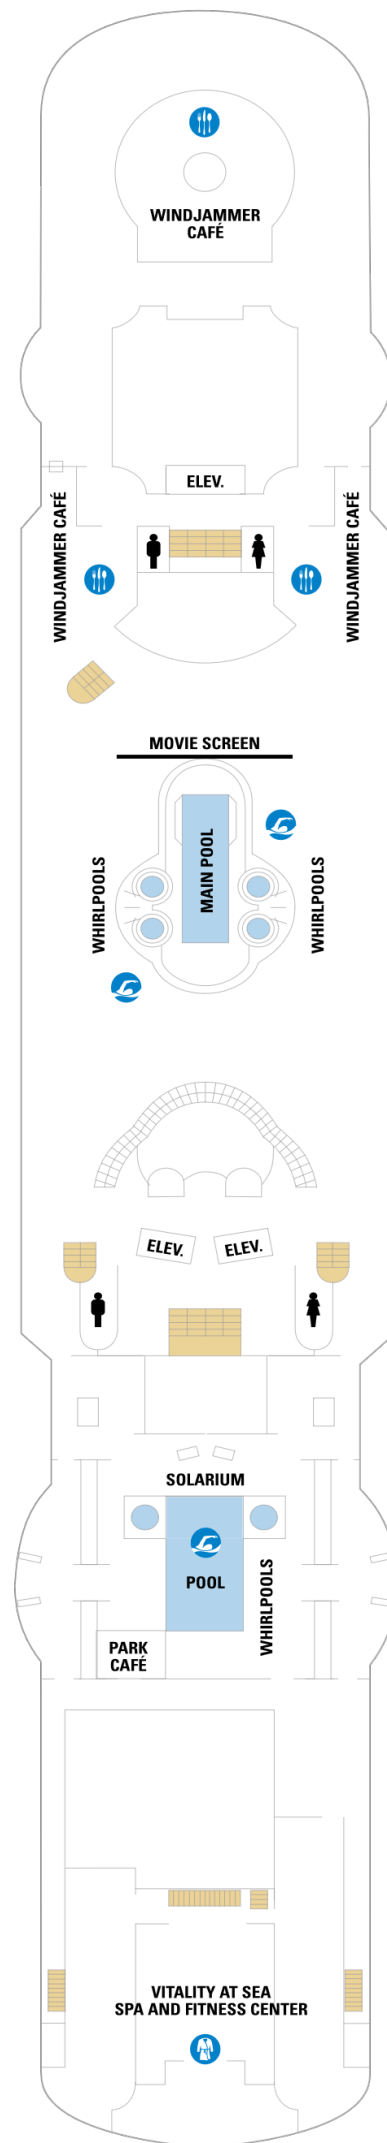 WINDJAMMER
CAFÉ
ELEV.
WINDJAMMER CAFÉ
WINDJAMMER CAFÉ
MOVIE SCREEN
MAIN POOL
WHIRLPOOLS
WHIRLPOOLS
ELEV.
ELEV.
SOLARIUM
POOL
WHIRLPOOLS
PARK
CAFÉ
VITALITY AT SEA
SPA AND FITNESS CENTER